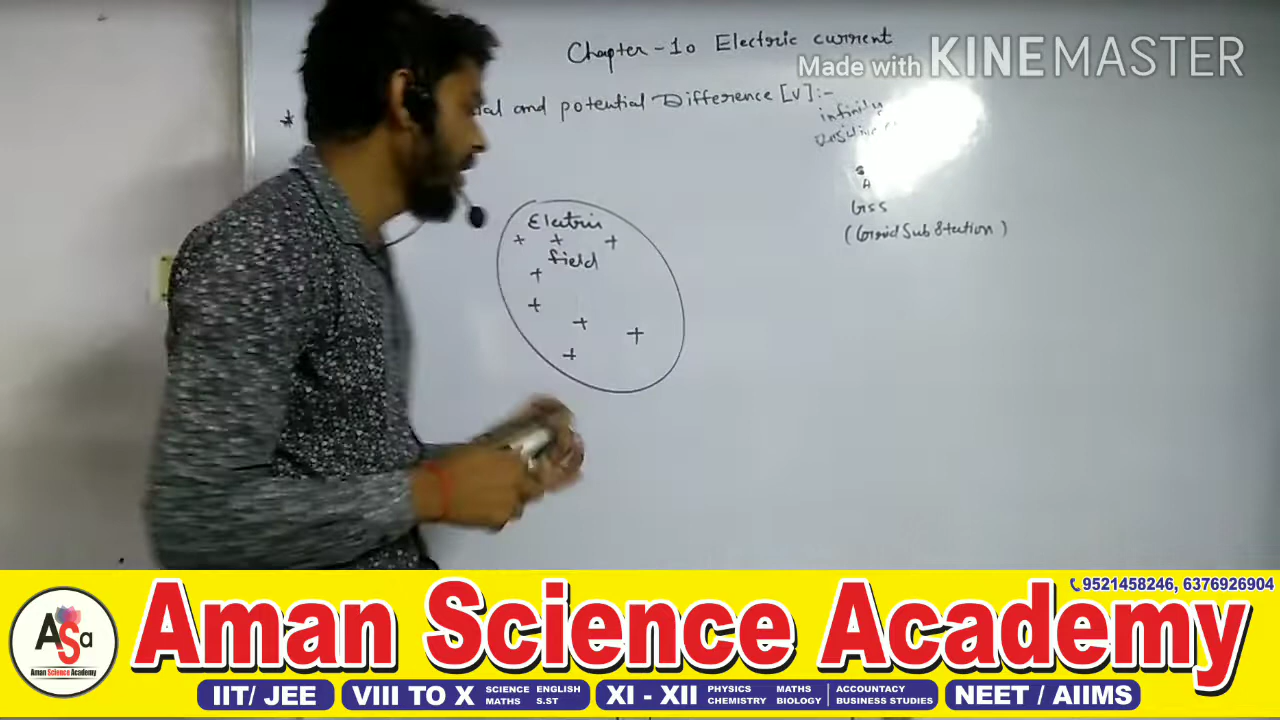 Chapter - 10 Electric current
Made with KINEMASTER
* and potential Difference [V] :-
infinity
Electric
+ + +
field
+
+
+
+
+
A
GSS
(Grid Sub Station)
9521458246, 6376926904
ASa
Aman Science Academy
Aman Science Academy
IIT/ JEE
VIII TO X SCIENCE ENGLISH MATHS S.ST
XI - XII PHYSICS MATHS CHEMISTRY BIOLOGY ACCOUNTACY BUSINESS STUDIES
NEET / AIIMS